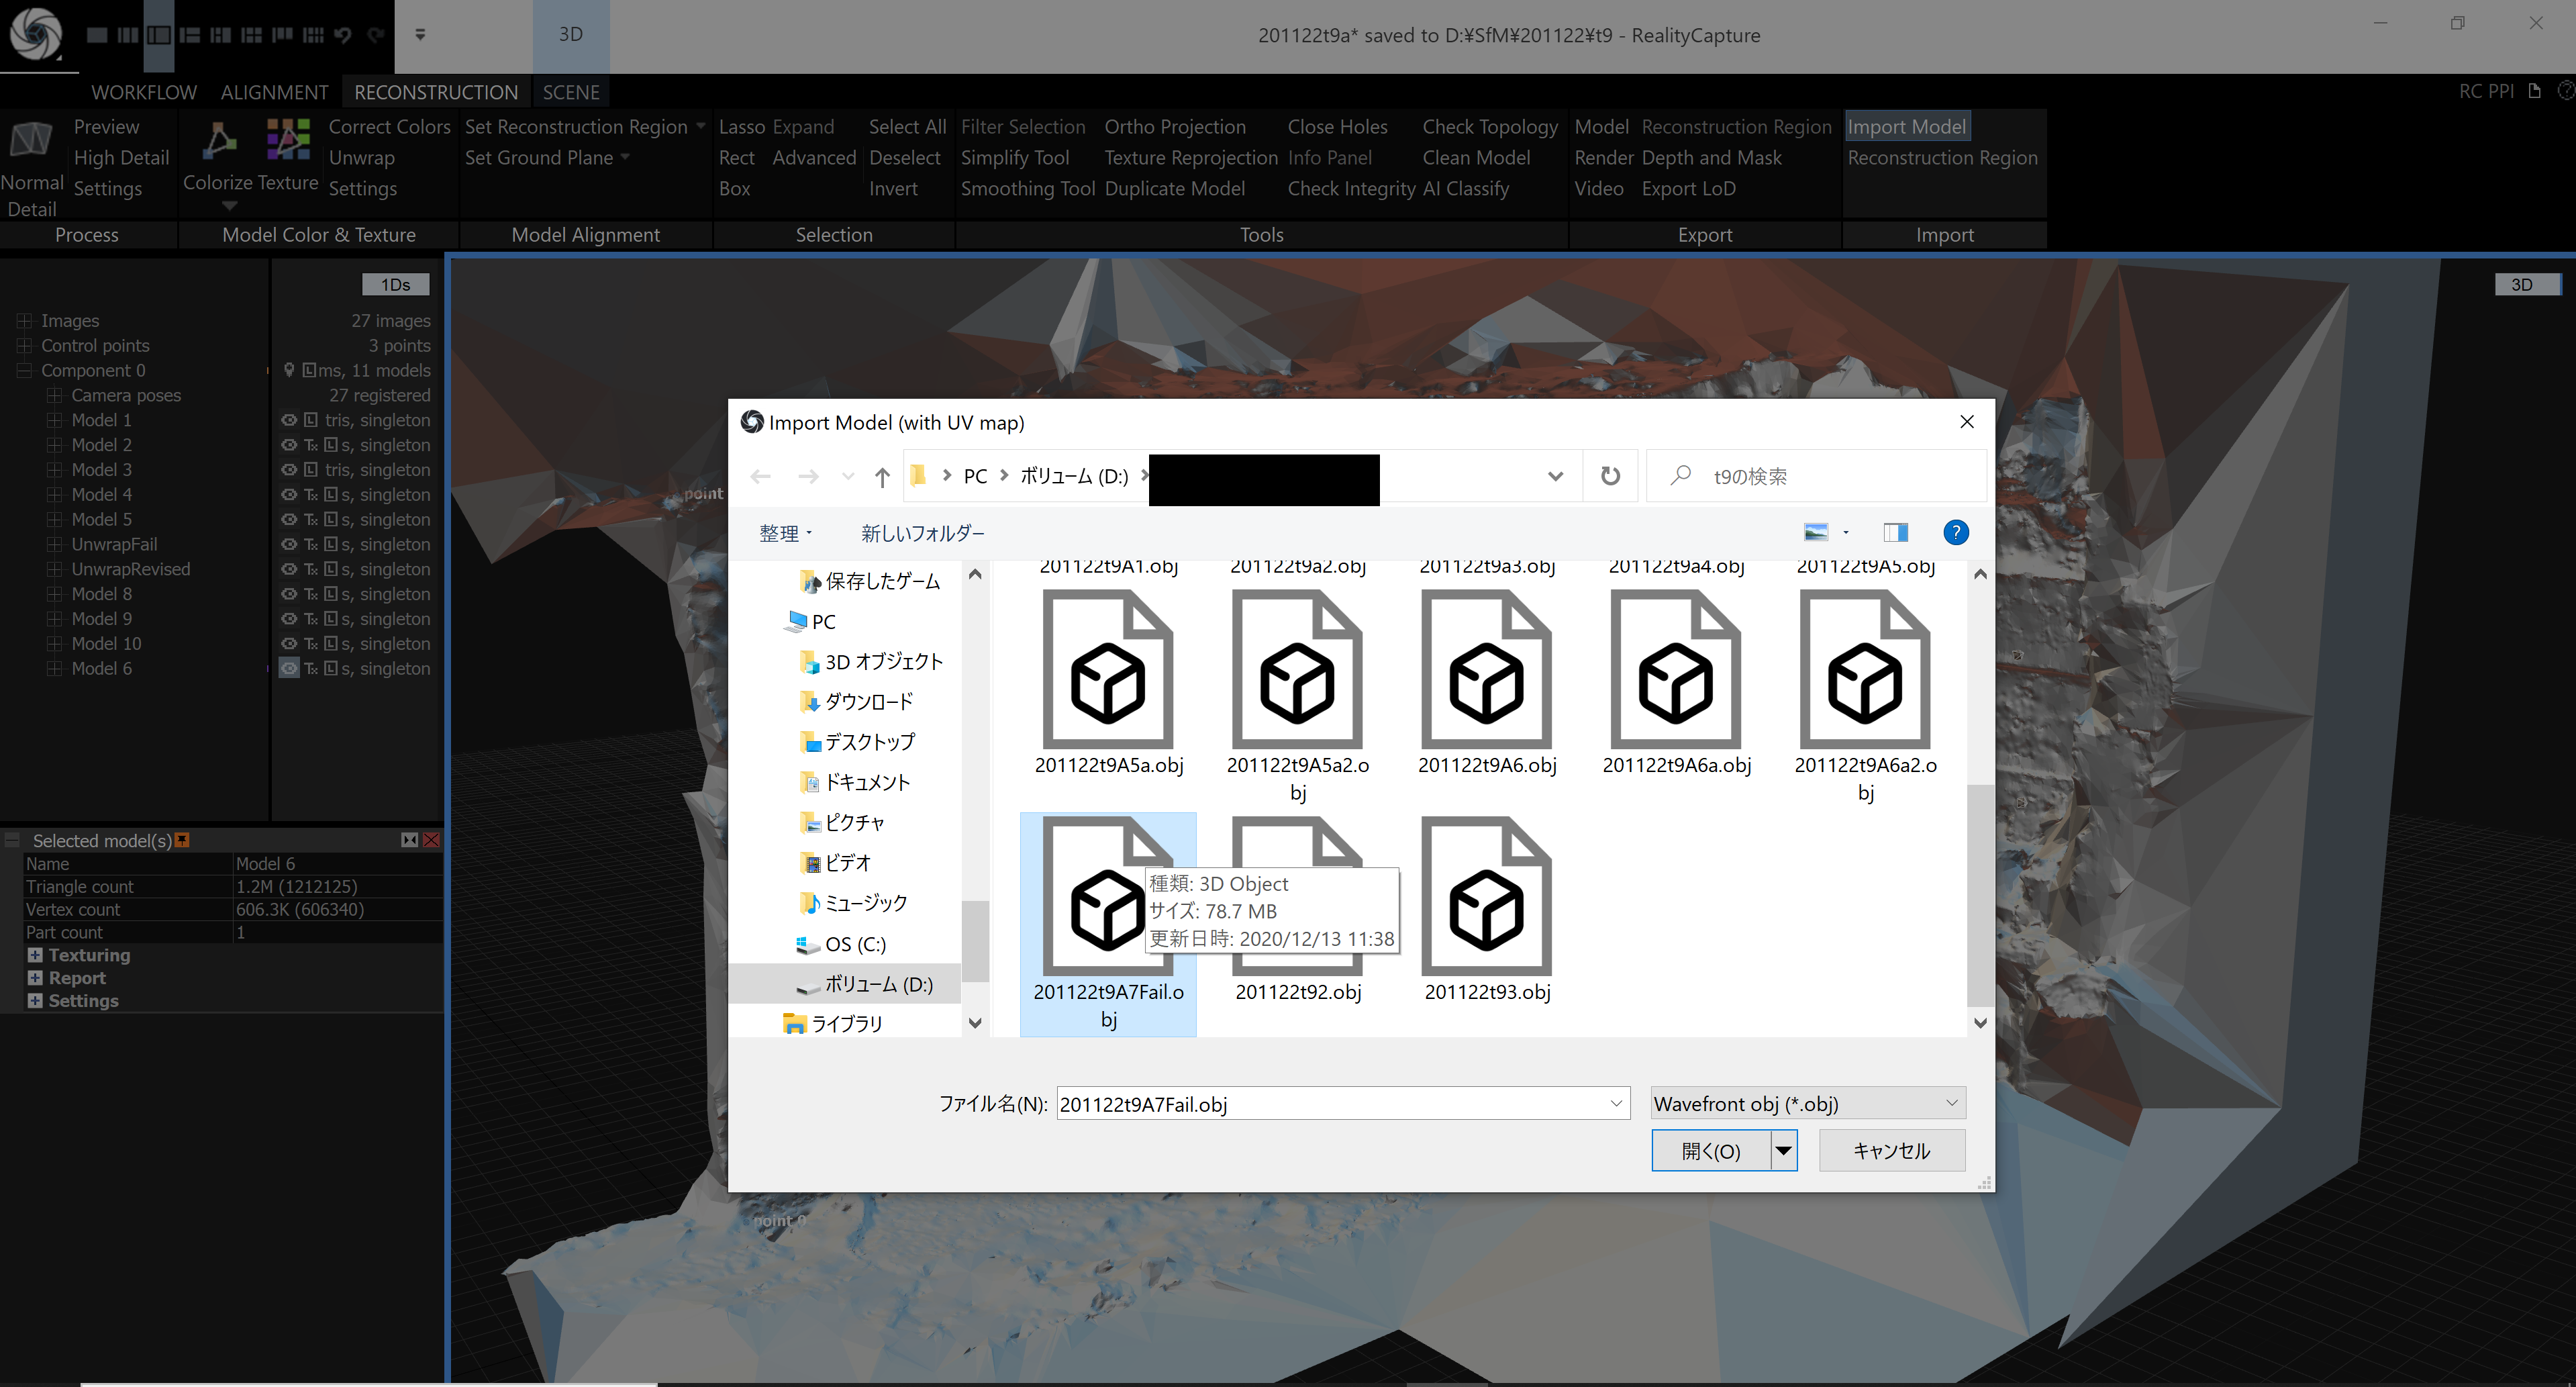 3D
201122t9a* saved to D:¥SfM¥201122¥t9 - RealityCapture
WORKFLOW ALIGNMENT RECONSTRUCTION SCENE
RC PPI
Normal Detail
Preview
High Detail
Settings
Process
Colorize Texture
Correct Colors
Unwrap
Settings
Model Color & Texture
Set Reconstruction Region
Set Ground Plane
Model Alignment
Lasso Expand Select All
Rect Advanced Deselect
Box Invert
Selection
Filter Selection Ortho Projection Close Holes Check Topology
Simplify Tool Texture Reprojection Info Panel Clean Model
Smoothing Tool Duplicate Model Check Integrity AI Classify
Tools
Model Reconstruction Region
Render Depth and Mask
Video Export LoD
Export
Import Model
Reconstruction Region
Import
1Ds
3D
Images 27 images
Control points 3 points
Component 0 ms, 11 models
Camera poses 27 registered
Model 1 L tris, singleton
Model 2 Tx L s, singleton
Model 3 L tris, singleton
Model 4 Tx L s, singleton
Model 5 Tx L s, singleton
UnwrapFail Tx L s, singleton
UnwrapRevised Tx L s, singleton
Model 8 Tx L s, singleton
Model 9 Tx L s, singleton
Model 10 Tx L s, singleton
Model 6 Tx L s, singleton
Selected model(s)
Name Model 6
Triangle count 1.2M (1212125)
Vertex count 606.3K (606340)
Part count 1
Texturing
Report
Settings
point
point 0
Import Model (with UV map)
PC ボリューム (D:)
t9の検索
整理 新しいフォルダー
保存したゲーム
PC
3D オブジェクト
ダウンロード
デスクトップ
ドキュメント
ピクチャ
ビデオ
ミュージック
OS (C:)
ボリューム (D:)
ライブラリ
201122t9A1.obj 201122t9a2.obj 201122t9a3.obj 201122t9a4.obj 201122t9A5.obj
201122t9A5a.obj 201122t9A5a2.obj 201122t9A6.obj 201122t9A6a.obj 201122t9A6a2.obj
201122t9A7Fail.obj 201122t92.obj 201122t93.obj
種類: 3D Object
サイズ: 78.7 MB
更新日時: 2020/12/13 11:38
ファイル名(N): 201122t9A7Fail.obj
Wavefront obj (*.obj)
開く(O) キャンセル